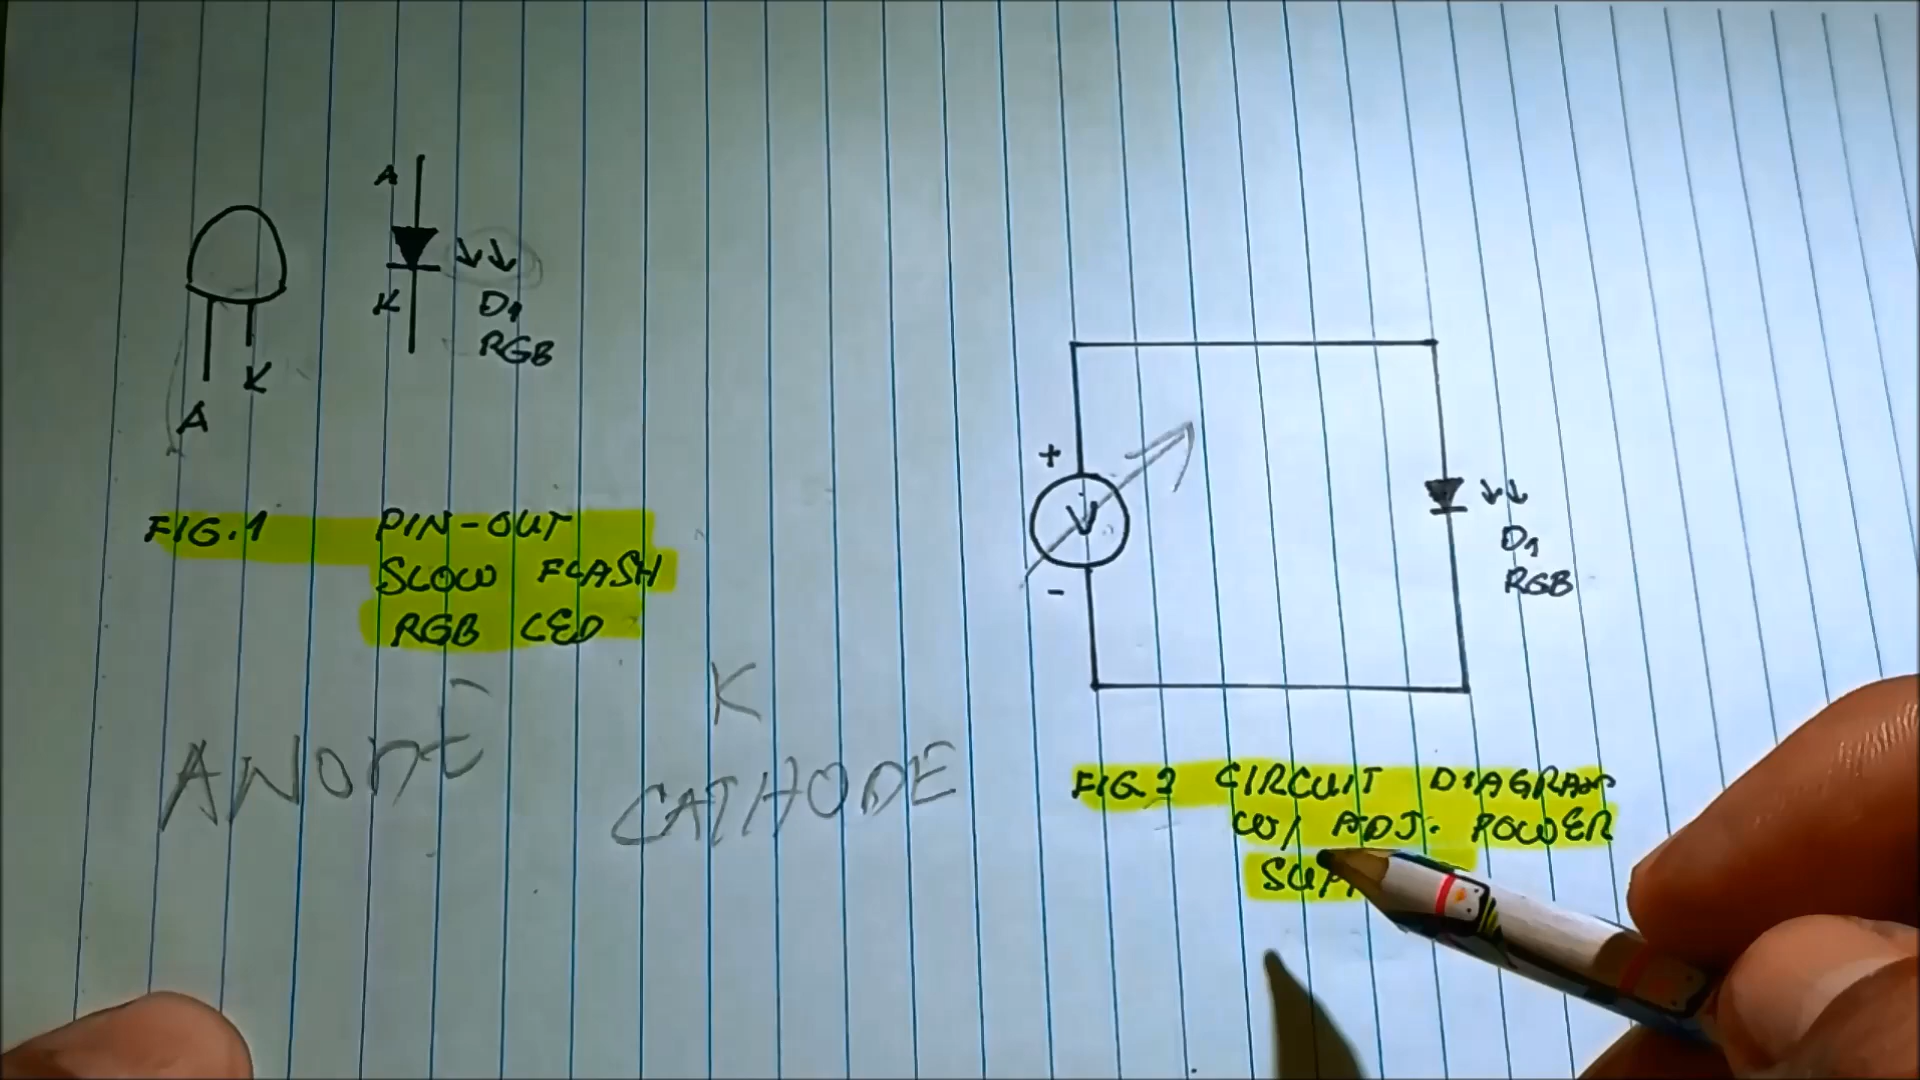 A
K
D1
RGB
K
A
FIG.1 PIN-OUT
SLOW FLASH
RGB LED
ANODE
K
CATHODE
+
V
-
D1
RGB
FIG.2 CIRCUIT DIAGRAM
W/ ADJ. POWER